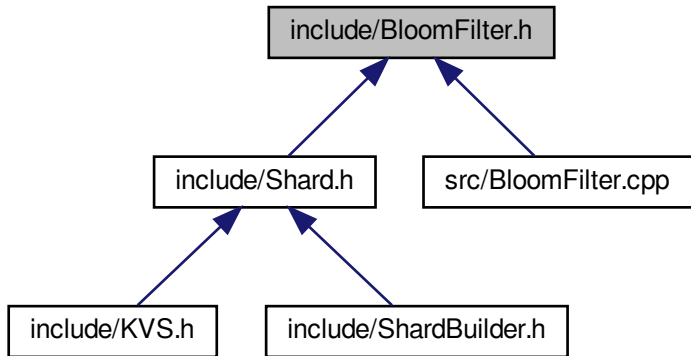 include/BloomFilter.h
include/Shard.h
src/BloomFilter.cpp
include/KVS.h
include/ShardBuilder.h